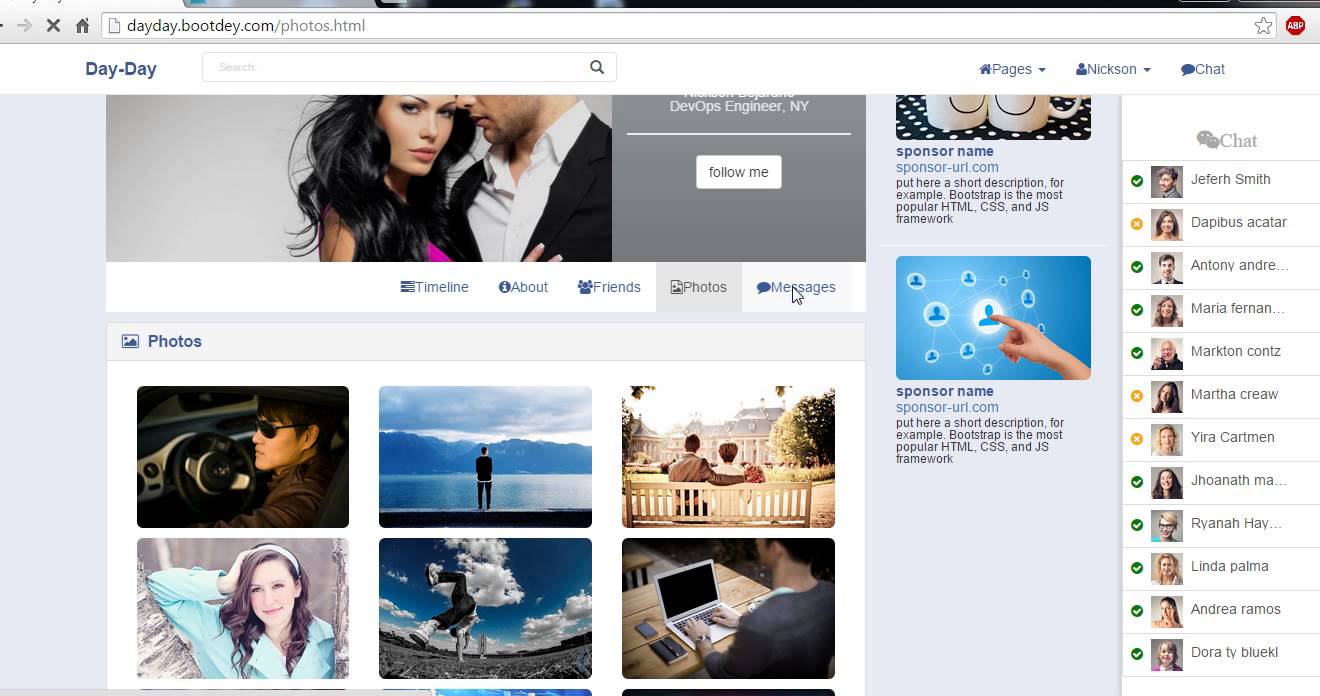 dayday.bootdey.com/photos.html
ABP
Day-Day
Search...
Pages
Nickson
Chat
DevOps Engineer, NY
follow me
Timeline
About
Friends
Photos
Messages
Photos
sponsor name
sponsor-url.com
put here a short description, for
example. Bootstrap is the most
popular HTML, CSS, and JS
framework
sponsor name
sponsor-url.com
put here a short description, for
example. Bootstrap is the most
popular HTML, CSS, and JS
framework
Chat
Jeferh Smith
Dapibus acatar
Antony andre...
Maria fernan...
Markton contz
Martha creaw
Yira Cartmen
Jhoanath ma...
Ryanah Hay...
Linda palma
Andrea ramos
Dora ty bluekl